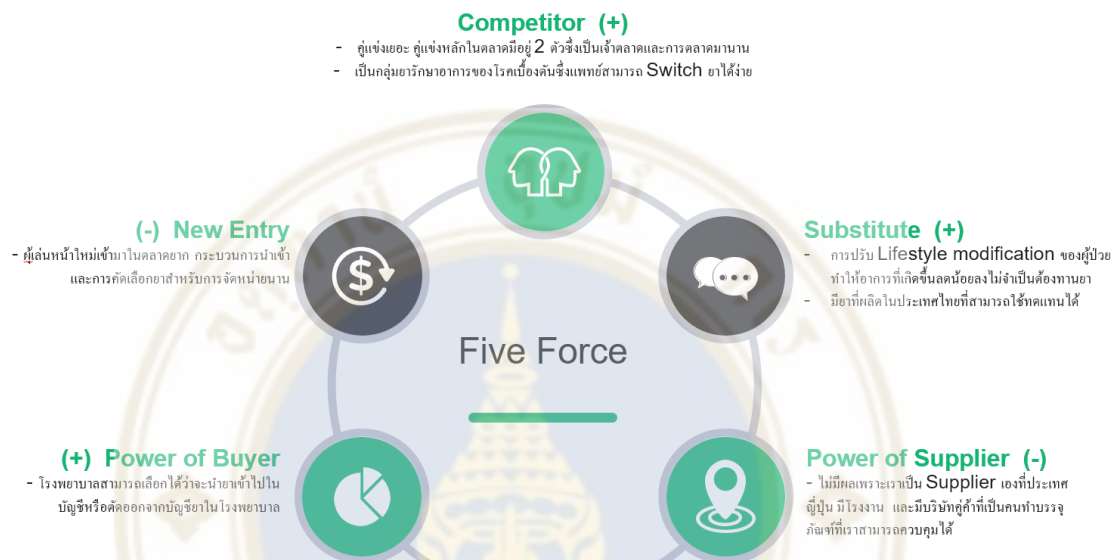 Competitor (+)
- คู่แข่งเยอะ คู่แข่งหลักในตลาดมีอยู่ 2 ตัวซึ่งเป็นเจ้าตลาดและการตลาดมานาน
- เป็นกลุ่มยารักษาอาการของโรคเบื้องต้นซึ่งแพทย์สามารถ Switch ยาได้ง่าย
(-) New Entry
- ผู้เล่นหน้าใหม่เข้ามาในตลาดยาก กระบวนการนำเข้า
และการคัดเลือกยาสำหรับการจัดหน่ายนาน
Substitute (+)
- การปรับ Lifestyle modification ของผู้ป่วย
ทำให้อาการที่เกิดขึ้นลดน้อยลงไม่จำเป็นต้องทานยา
- มียาที่ผลิตในประเทศไทยที่สามารถใช้ทดแทนได้
Five Force
(+) Power of Buyer
- โรงพยาบาลสามารถเลือกได้ว่าจะนำยาเข้าไปใน
บัญชีหรือตัดออกจากบัญชียาในโรงพยาบาล
Power of Supplier (-)
- ไม่มีผลเพราะเราเป็น Supplier เองที่ประเทศ
ญี่ปุ่น มีโรงงาน และมีบริษัทคู่ค้าที่เป็นคนทำบรรจุ
ภัณฑ์ที่เราสามารถควบคุมได้